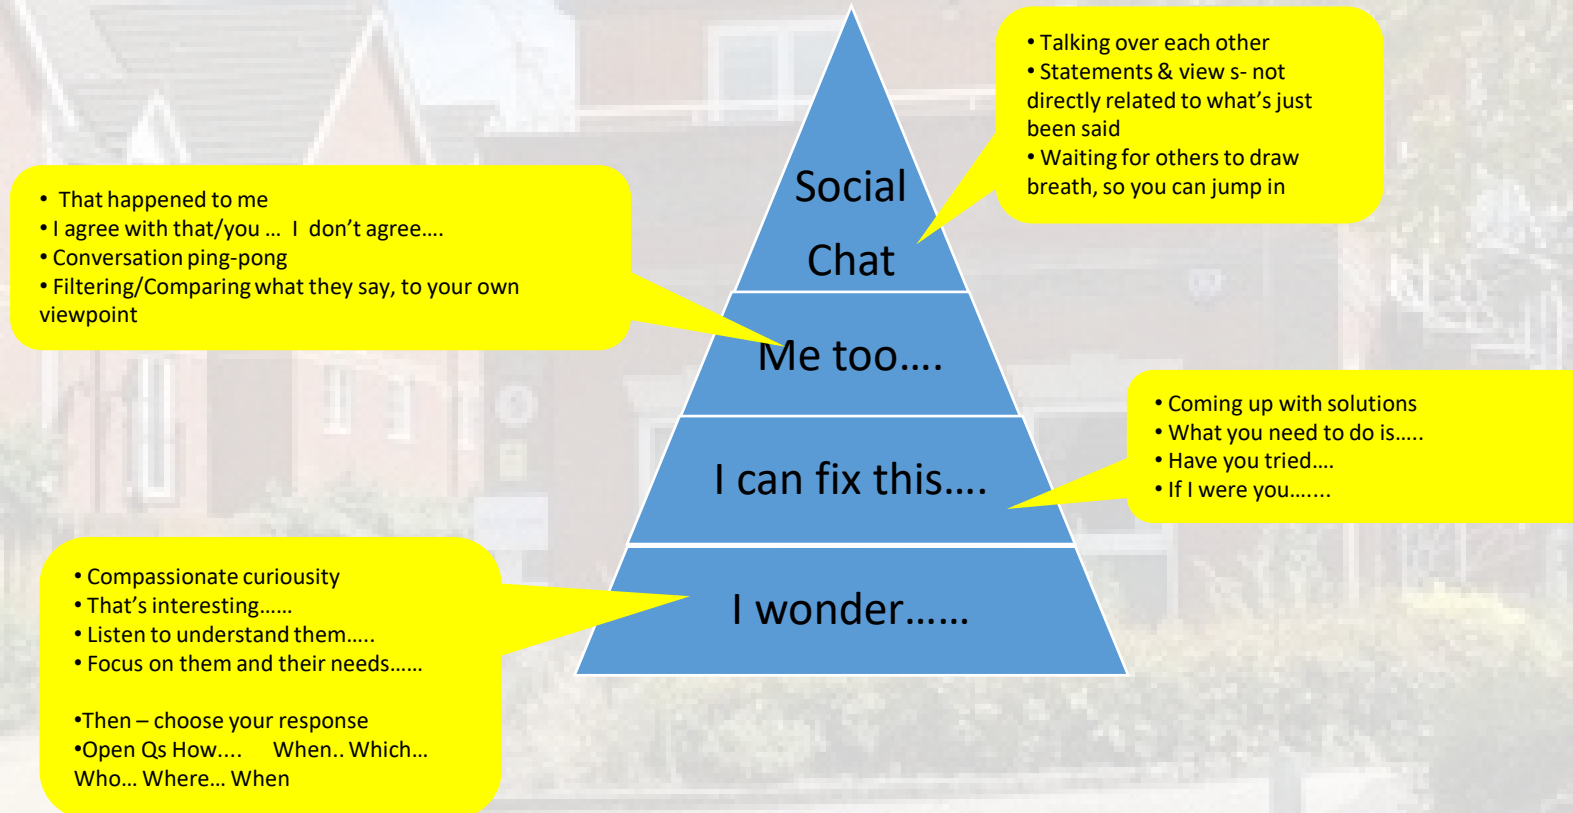 Social
Chat
• Talking over each other
• Statements & view s- not
directly related to what's just
been said
• Waiting for others to draw
breath, so you can jump in
Me too....
• That happened to me
• I agree with that/you ... I don't agree....
• Conversation ping-pong
• Filtering/Comparing what they say, to your own
viewpoint
I can fix this....
• Coming up with solutions
• What you need to do is.....
• Have you tried....
• If I were you.......
I wonder......
• Compassionate curiousity
• That's interesting......
• Listen to understand them.....
• Focus on them and their needs......
•Then – choose your response
•Open Qs How.... When.. Which...
Who... Where... When